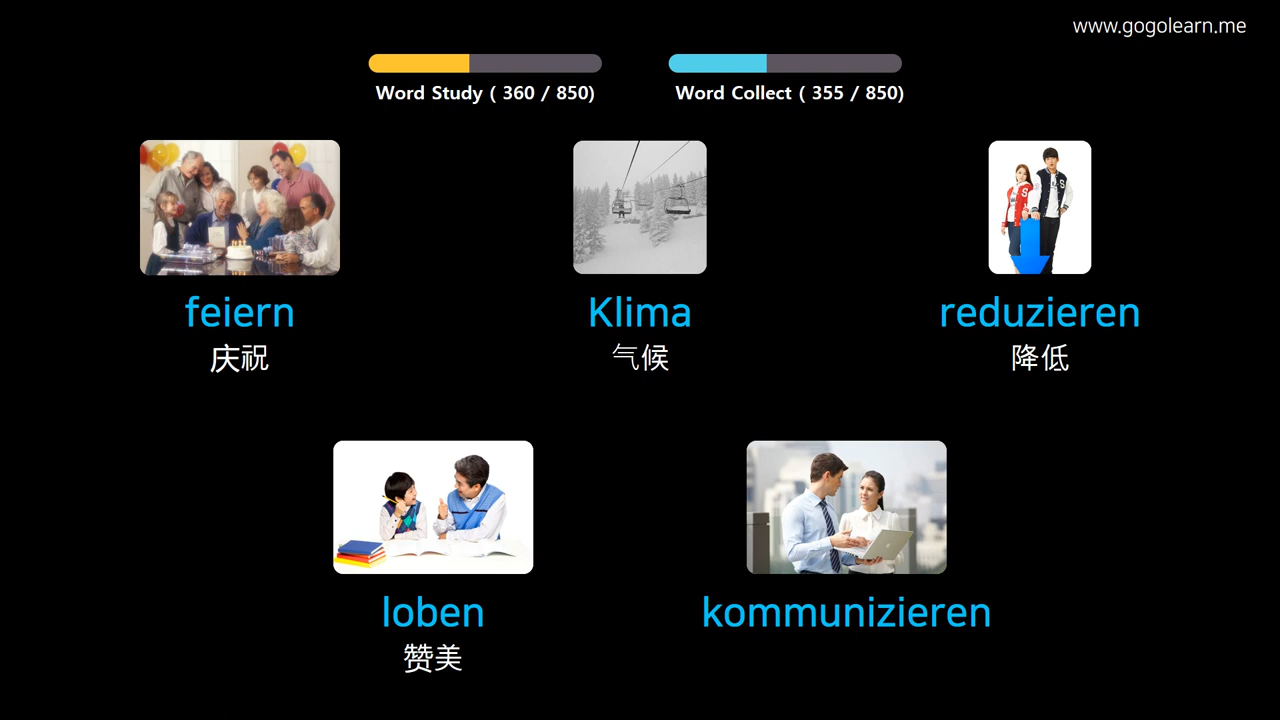 www.gogolearn.me
Word Study ( 360 / 850)
Word Collect ( 355 / 850)
feiern
庆祝
Klima
气候
reduzieren
降低
loben
赞美
kommunizieren